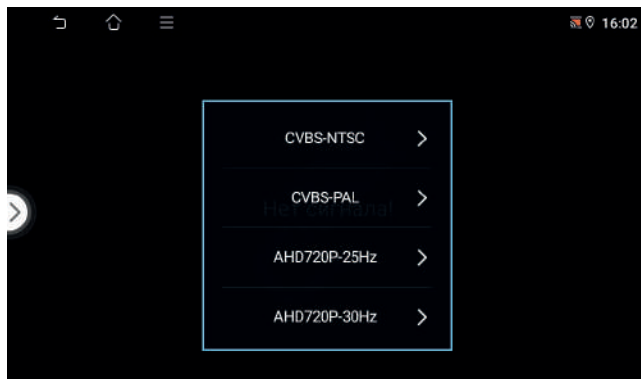 16:02
CVBS-NTSC
CVBS-PAL
Нет сигнала!
AHD720P-25Hz
AHD720P-30Hz